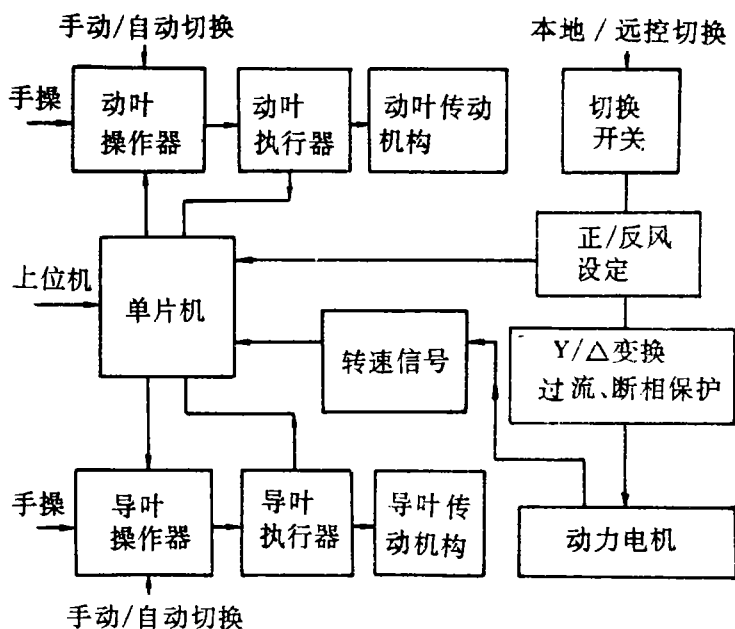 手动/自动切换
本地/远控切换
手操
动叶
操作器
动叶
执行器
动叶传动
机构
切换
开关
上位机
单片机
正/反风
设定
转速信号
Y/△变换
过流、断相保护
手操
导叶
操作器
导叶
执行器
导叶传
动机构
动力电机
手动/自动切换